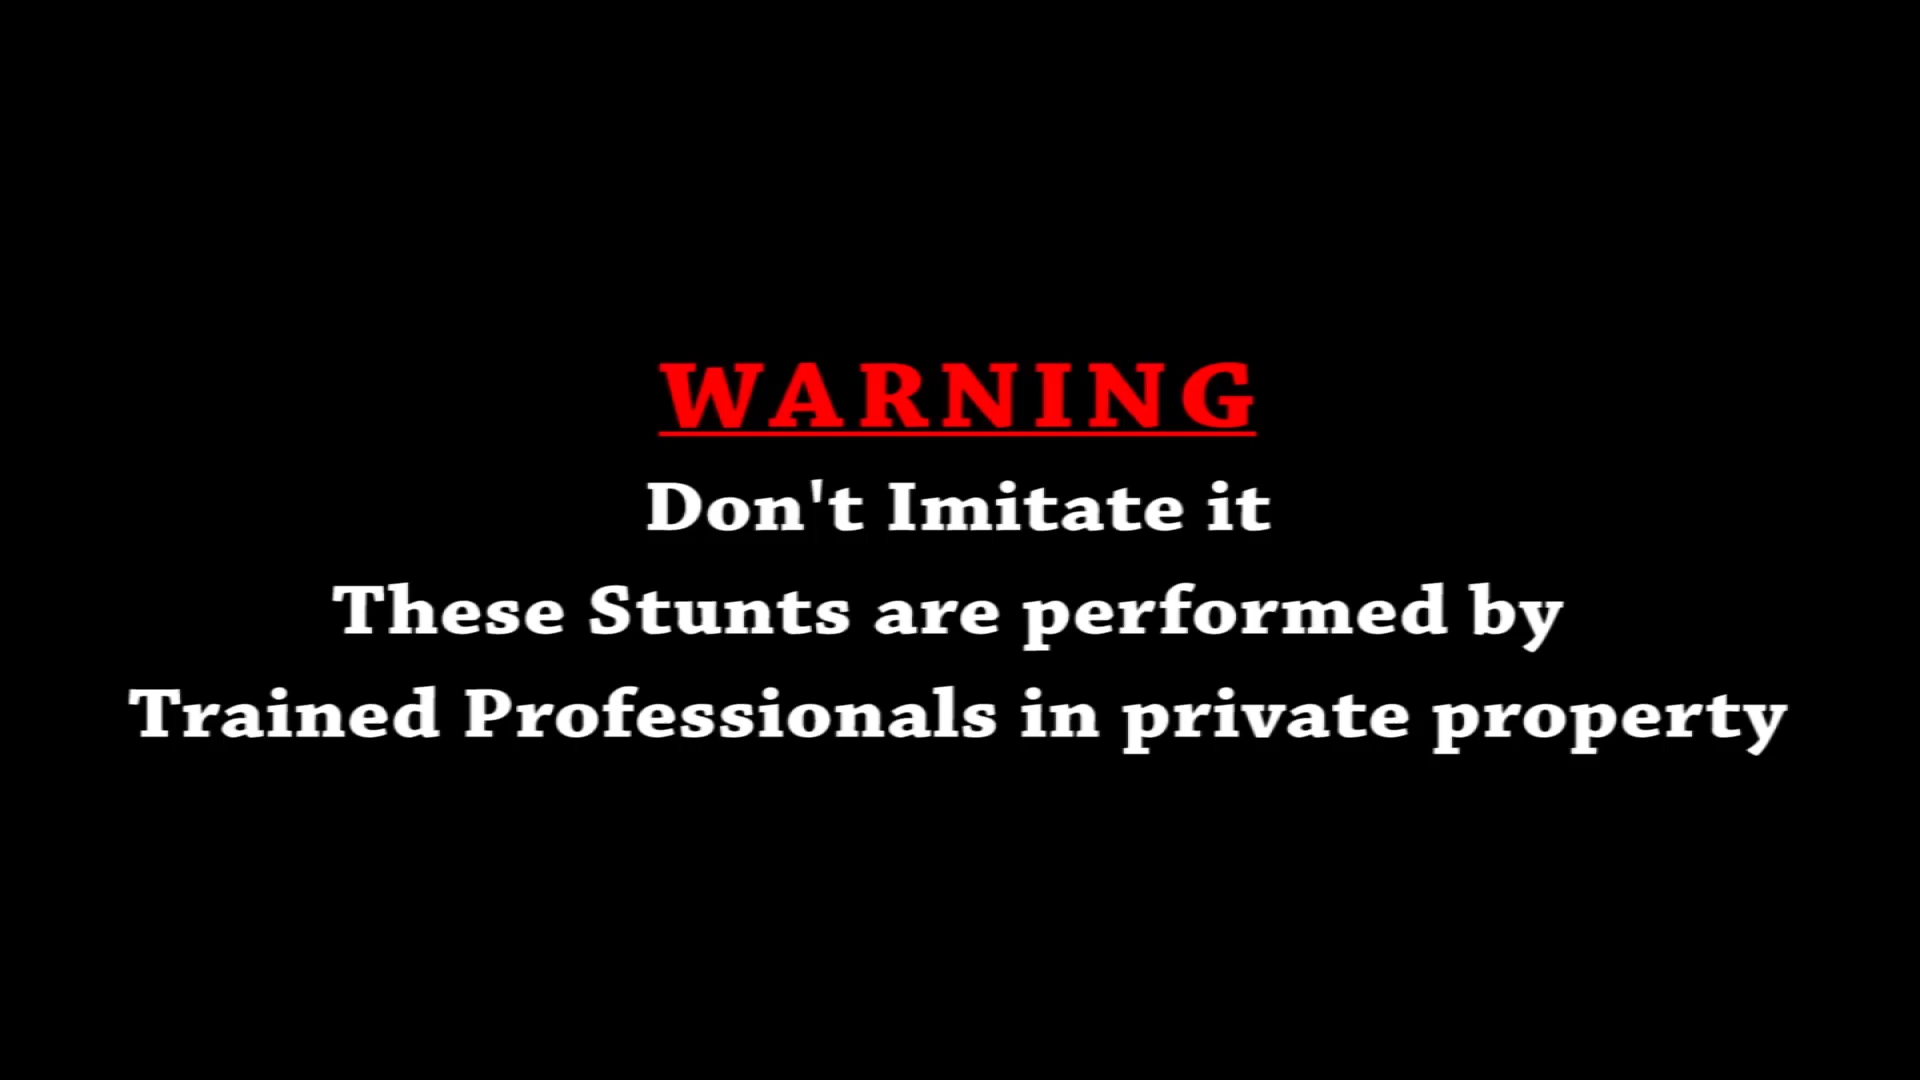 WARNING
Don't Imitate it
These Stunts are performed by
Trained Professionals in private property